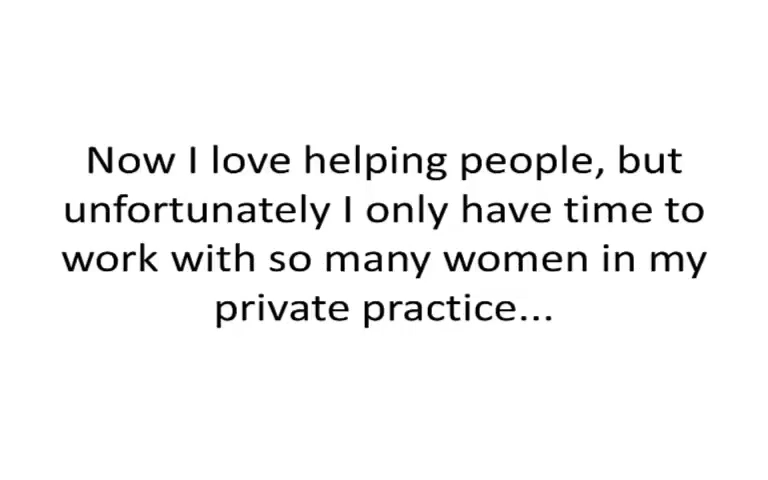 Now I love helping people, but
unfortunately I only have time to
work with so many women in my
private practice...